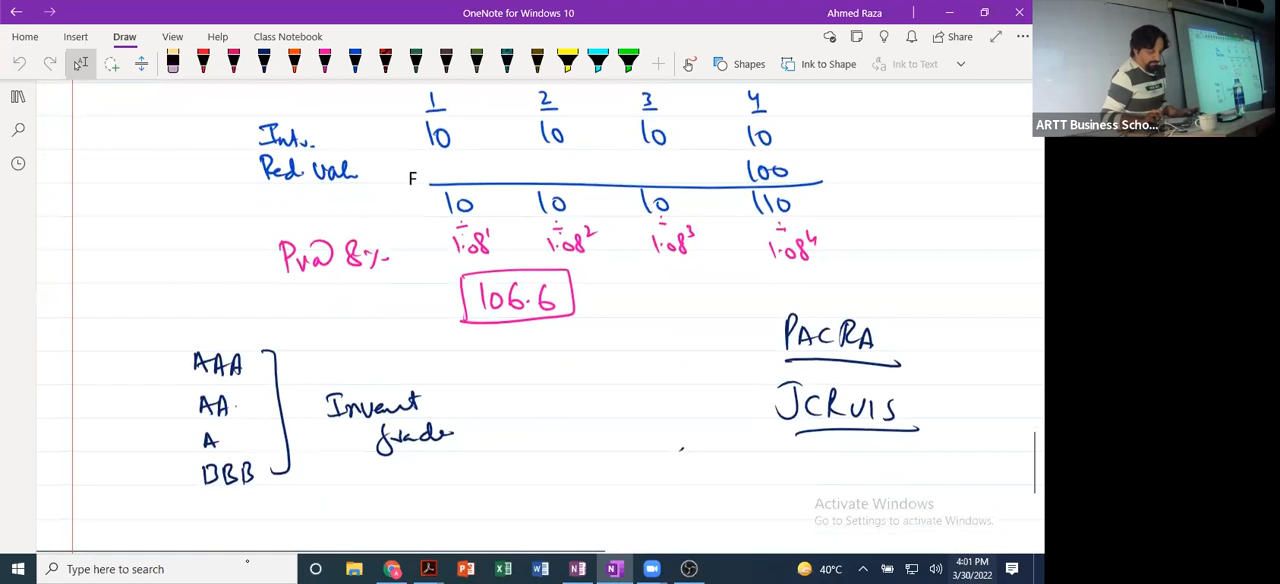 OneNote for Windows 10
Ahmed Raza
Home Insert Draw View Help Class Notebook
Share
Shapes Ink to Shape Ink to Text
1 2 3 4
Int. 10 10 10 10
Red Val 100
F
10 10 10 110
÷ ÷ ÷ ÷
1.08¹ 1.08² 1.08³ 1.08⁴
PV@ 8%
106.6
PACRA
AAA
AA
A
BBB
Invent
grade
JCRVIS
ARTT Business Scho...
Activate Windows
Go to Settings to activate Windows.
Type here to search
40°C
4:01 PM
3/30/2022